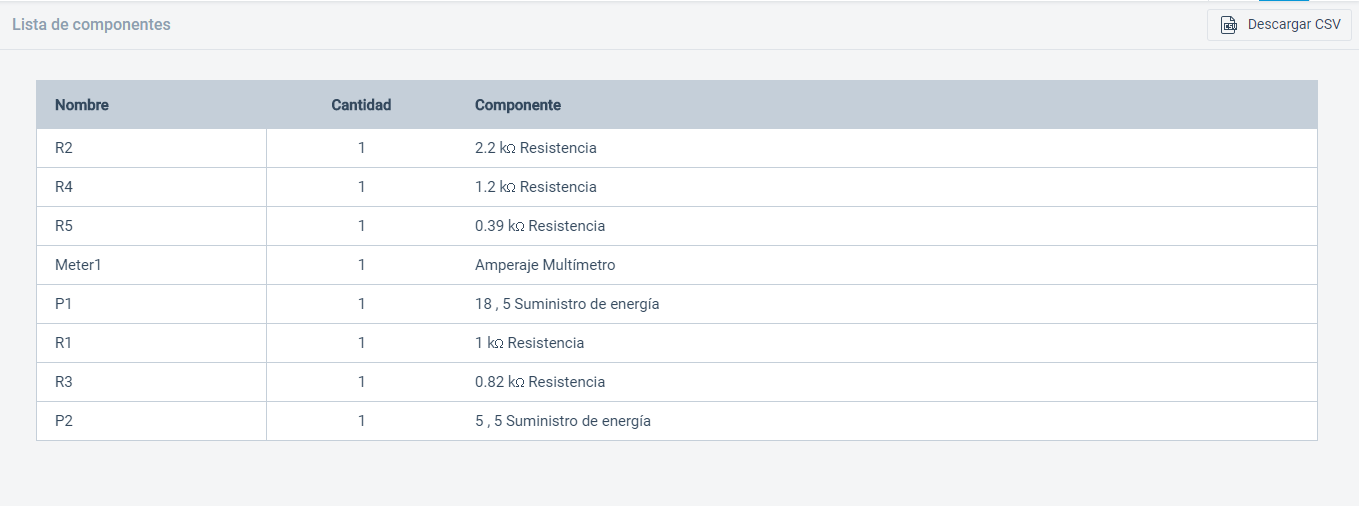 Lista de componentes
Descargar CSV
Nombre Cantidad Componente
R2 1 2.2 kΩ Resistencia
R4 1 1.2 kΩ Resistencia
R5 1 0.39 kΩ Resistencia
Meter1 1 Amperaje Multímetro
P1 1 18 , 5 Suministro de energía
R1 1 1 kΩ Resistencia
R3 1 0.82 kΩ Resistencia
P2 1 5 , 5 Suministro de energía